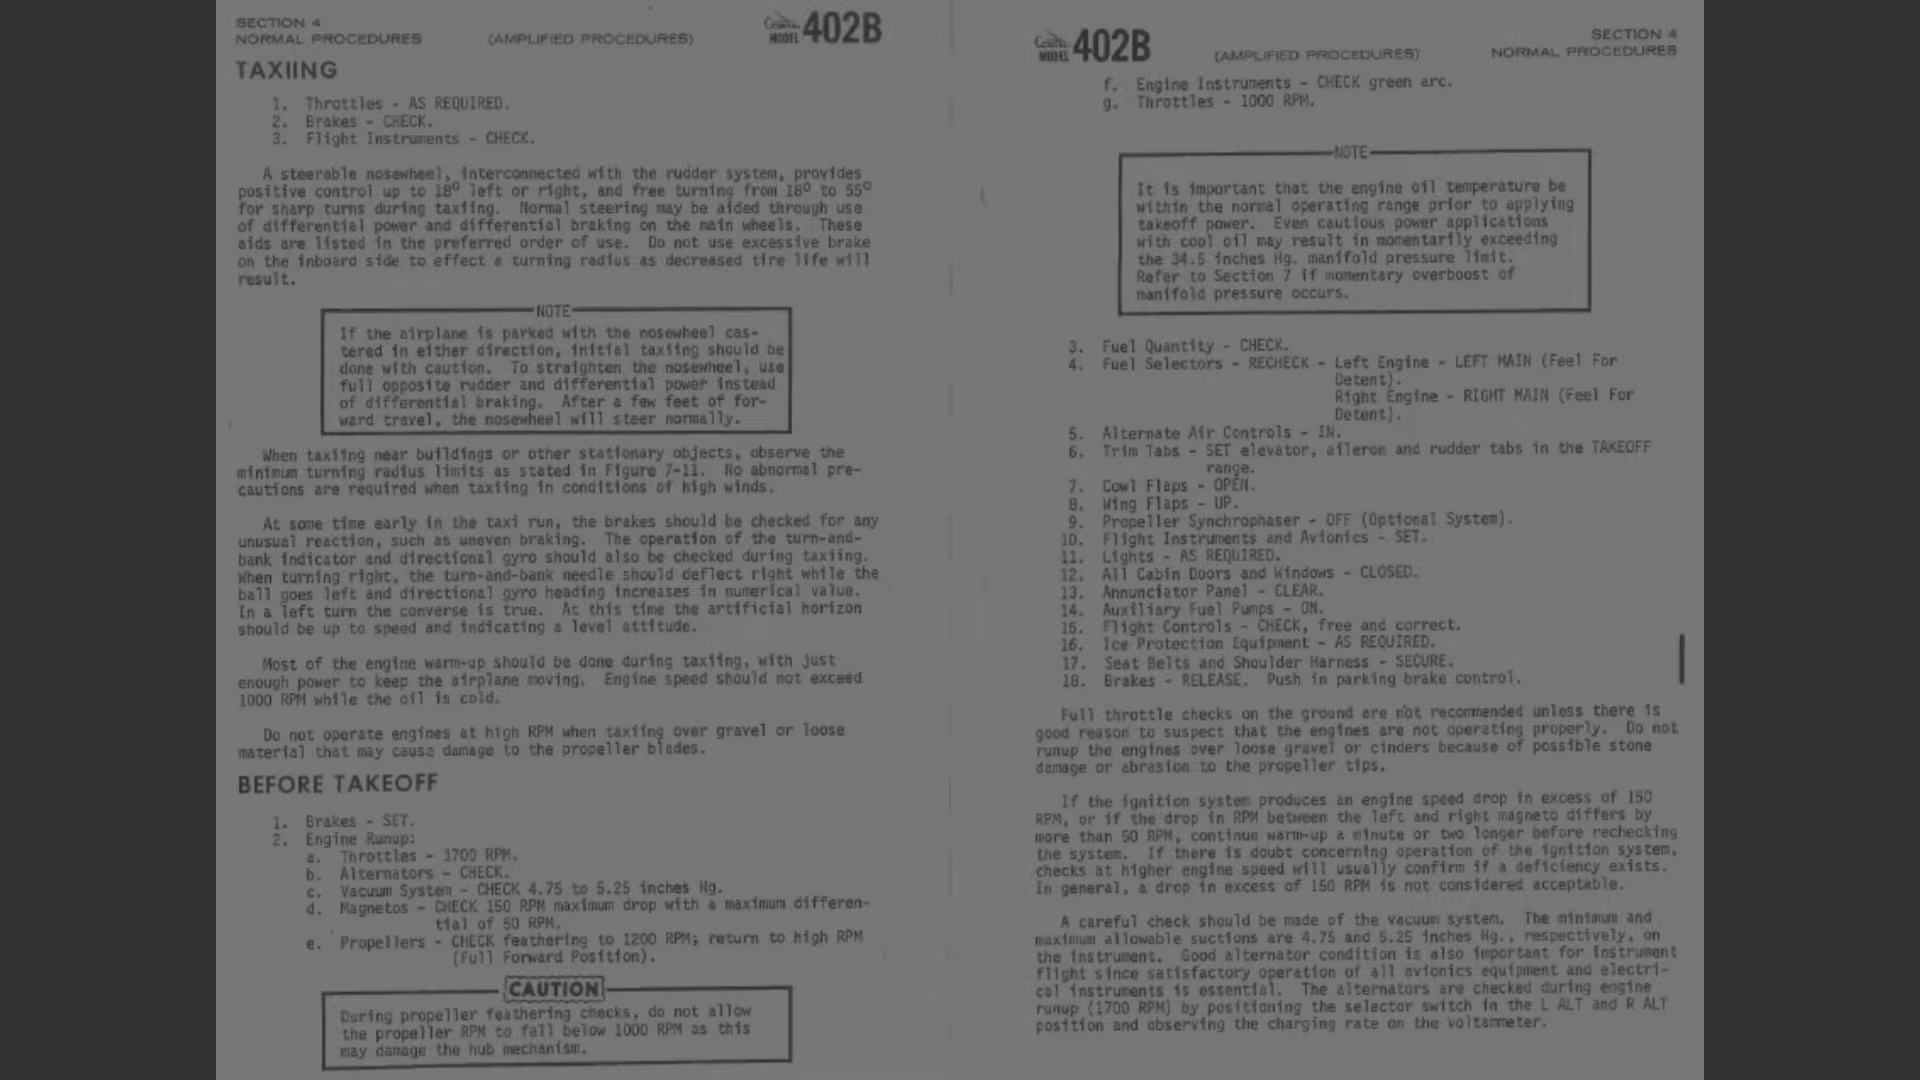 SECTION 4
NORMAL PROCEDURES (AMPLIFIED PROCEDURES) Cessna MODEL 402B
TAXIING
1. Throttles - AS REQUIRED.
2. Brakes - CHECK.
3. Flight Instruments - CHECK.
A steerable nosewheel, interconnected with the rudder system, provides
positive control up to 18° left or right, and free turning from 18° to 55°
for sharp turns during taxiing. Normal steering may be aided through use
of differential power and differential braking on the main wheels. These
aids are listed in the preferred order of use. Do not use excessive brake
on the inboard side to effect a turning radius as decreased tire life will
result.
NOTE
If the airplane is parked with the nosewheel cas-
tered in either direction, initial taxiing should be
done with caution. To straighten the nosewheel, use
full opposite rudder and differential power instead
of differential braking. After a few feet of for-
ward travel, the nosewheel will steer normally.
When taxiing near buildings or other stationary objects, observe the
minimum turning radius limits as stated in Figure 7-11. No abnormal pre-
cautions are required when taxiing in conditions of high winds.
At some time early in the taxi run, the brakes should be checked for any
unusual reaction, such as uneven braking. The operation of the turn-and-
bank indicator and directional gyro should also be checked during taxiing.
When turning right, the turn-and-bank needle should deflect right while the
ball goes left and directional gyro heading increases in numerical value.
In a left turn the converse is true. At this time the artificial horizon
should be up to speed and indicating a level attitude.
Most of the engine warm-up should be done during taxiing, with just
enough power to keep the airplane moving. Engine speed should not exceed
1000 RPM while the oil is cold.
Do not operate engines at high RPM when taxiing over gravel or loose
material that may cause damage to the propeller blades.
BEFORE TAKEOFF
1. Brakes - SET.
2. Engine Runup:
a. Throttles - 1700 RPM.
b. Alternators - CHECK.
c. Vacuum System - CHECK 4.75 to 5.25 inches Hg.
d. Magnetos - CHECK 150 RPM maximum drop with a maximum differen-
tial of 50 RPM.
e. Propellers - CHECK feathering to 1200 RPM; return to high RPM
(Full Forward Position).
CAUTION
During propeller feathering checks, do not allow
the propeller RPM to fall below 1000 RPM as this
may damage the hub mechanism.
Cessna MODEL 402B (AMPLIFIED PROCEDURES) SECTION 4
NORMAL PROCEDURES
f. Engine Instruments - CHECK green arc.
g. Throttles - 1000 RPM.
NOTE
It is important that the engine oil temperature be
within the normal operating range prior to applying
takeoff power. Even cautious power applications
with cool oil may result in momentarily exceeding
the 34.5 inches Hg. manifold pressure limit.
Refer to Section 7 if momentary overboost of
manifold pressure occurs.
3. Fuel Quantity - CHECK.
4. Fuel Selectors - RECHECK - Left Engine - LEFT MAIN (Feel For
Detent).
Right Engine - RIGHT MAIN (Feel For
Detent).
5. Alternate Air Controls - IN.
6. Trim Tabs - SET elevator, aileron and rudder tabs in the TAKEOFF
range.
7. Cowl Flaps - OPEN.
8. Wing Flaps - UP.
9. Propeller Synchrophaser - OFF (Optional System).
10. Flight Instruments and Avionics - SET.
11. Lights - AS REQUIRED.
12. All Cabin Doors and Windows - CLOSED.
13. Annunciator Panel - CLEAR.
14. Auxiliary Fuel Pumps - ON.
15. Flight Controls - CHECK, free and correct.
16. Ice Protection Equipment - AS REQUIRED.
17. Seat Belts and Shoulder Harness - SECURE.
18. Brakes - RELEASE. Push in parking brake control.
Full throttle checks on the ground are not recommended unless there is
good reason to suspect that the engines are not operating properly. Do not
runup the engines over loose gravel or cinders because of possible stone
damage or abrasion to the propeller tips.
If the ignition system produces an engine speed drop in excess of 150
RPM, or if the drop in RPM between the left and right magneto differs by
more than 50 RPM, continue warm-up a minute or two longer before rechecking
the system. If there is doubt concerning operation of the ignition system,
checks at higher engine speed will usually confirm if a deficiency exists.
In general, a drop in excess of 150 RPM is not considered acceptable.
A careful check should be made of the vacuum system. The minimum and
maximum allowable suctions are 4.75 and 5.25 inches Hg., respectively, on
the instrument. Good alternator condition is also important for instrument
flight since satisfactory operation of all avionics equipment and electri-
cal instruments is essential. The alternators are checked during engine
runup (1700 RPM) by positioning the selector switch in the L ALT and R ALT
position and observing the charging rate on the voltammeter.